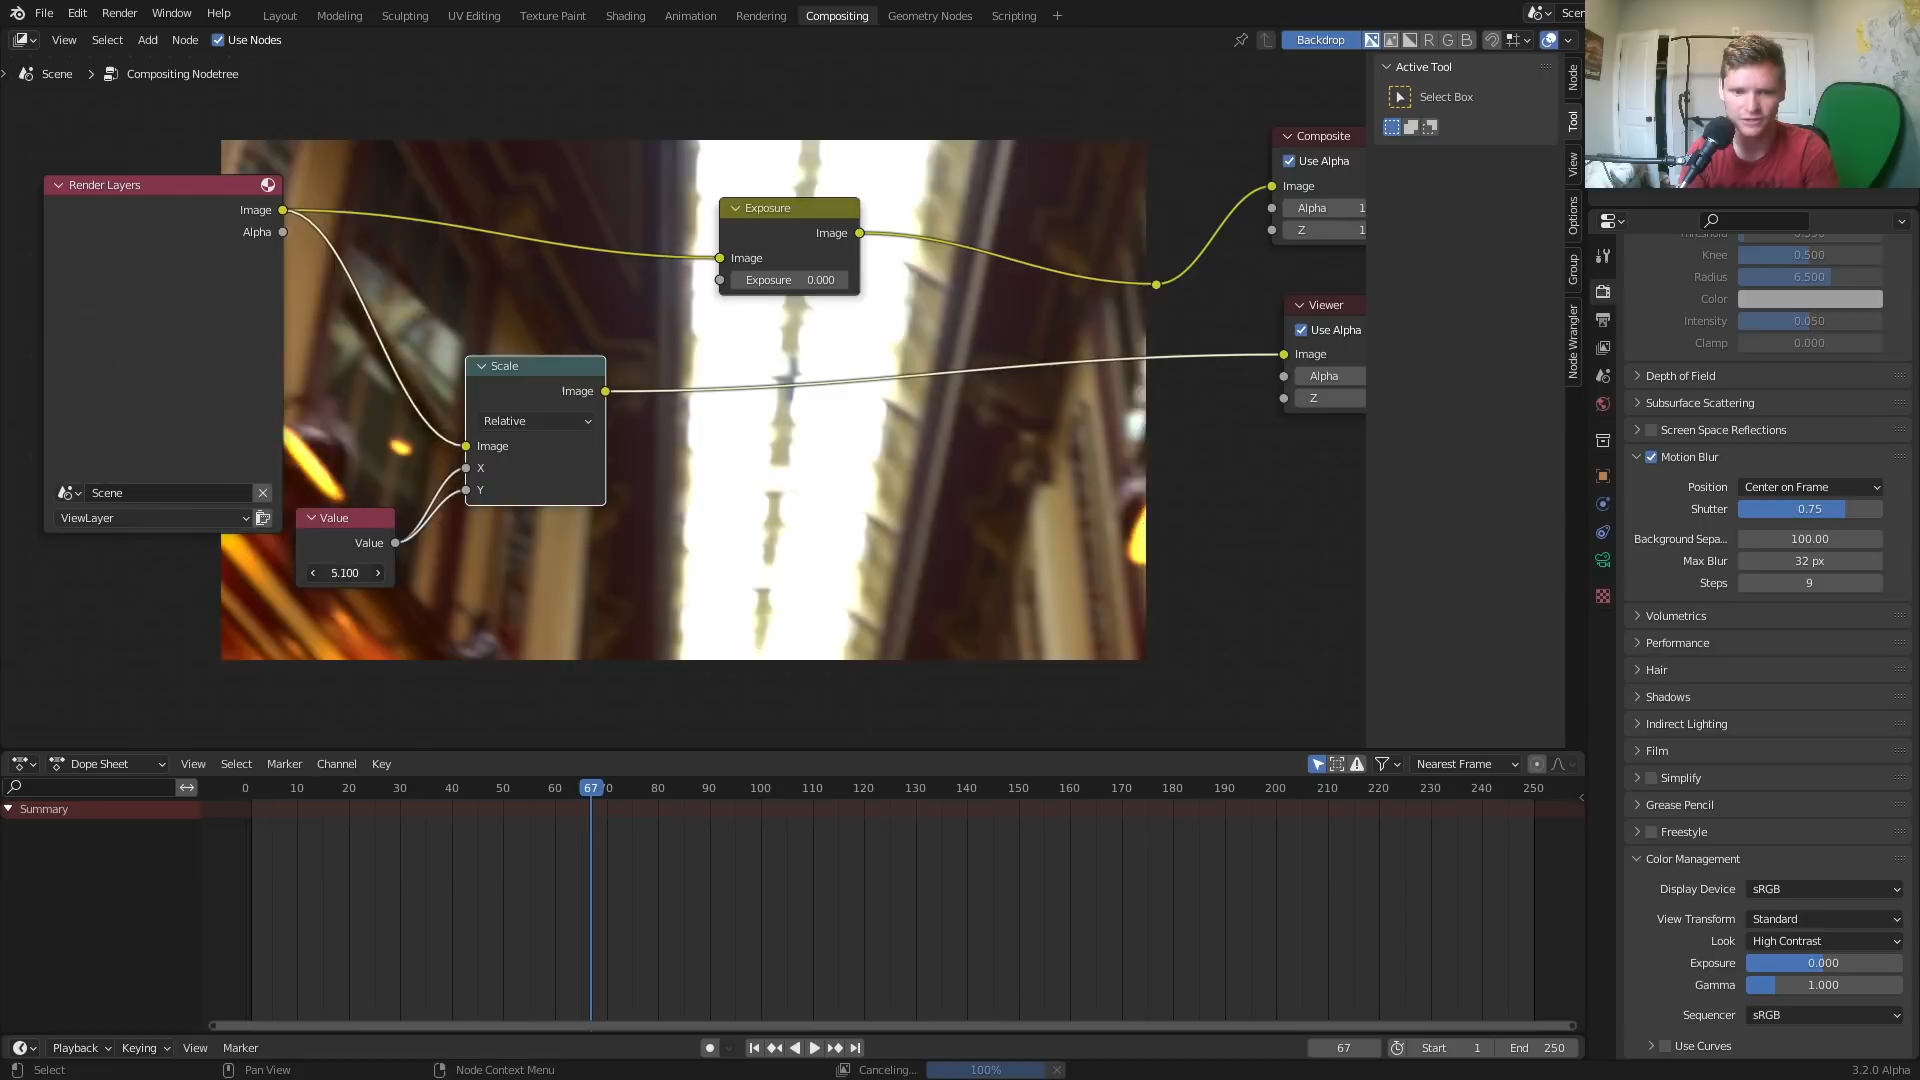 File Edit Render Window Help Layout Modeling Sculpting UV Editing Texture Paint Shading Animation Rendering Compositing Geometry Nodes Scripting +
View Select Add Node Use Nodes Backdrop R G B
Scene > Compositing Nodetree
Active Tool
Select Box
Node
Tool
View
Options
Group
Node Wrangler
Render Layers
Image
Alpha
Scene
ViewLayer
Exposure
Image
Image
Exposure 0.000
Scale
Image
Relative
Image
X
Y
Value
Value
5.100
Composite
Use Alpha
Image
Alpha 1
Z 1
Viewer
Use Alpha
Image
Alpha
Z
Knee 0.500
Radius 6.500
Color
Intensity 0.050
Clamp 0.000
Depth of Field
Subsurface Scattering
Screen Space Reflections
Motion Blur
Position Center on Frame
Shutter 0.75
Background Sepa... 100.00
Max Blur 32 px
Steps 9
Volumetrics
Performance
Hair
Shadows
Indirect Lighting
Film
Simplify
Grease Pencil
Freestyle
Color Management
Display Device sRGB
View Transform Standard
Look High Contrast
Exposure 0.000
Gamma 1.000
Sequencer sRGB
Use Curves
Dope Sheet View Select Marker Channel Key Nearest Frame
0 10 20 30 40 50 60 67 80 90 100 110 120 130 140 150 160 170 180 190 200 210 220 230 240 250
Summary
Playback Keying View Marker 67 Start 1 End 250
Select Pan View Node Context Menu Canceling... 100% 3.2.0 Alpha